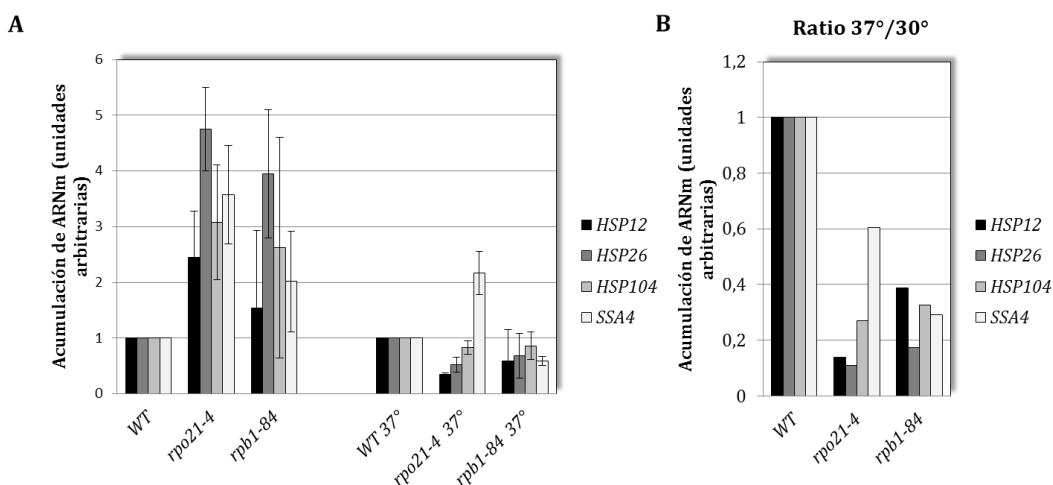 A
Acumulación de ARNm (unidades
arbitrarias)
6
5
4
3
2
1
0
WT
rpo21-4
rpb1-84
WT 37°
rpo21-4 37°
rpb1-84 37°
HSP12
HSP26
HSP104
SSA4
B
Ratio 37°/30°
Acumulación de ARNm (unidades
arbitrarias)
1,2
1
0,8
0,6
0,4
0,2
0
WT
rpo21-4
rpb1-84
HSP12
HSP26
HSP104
SSA4